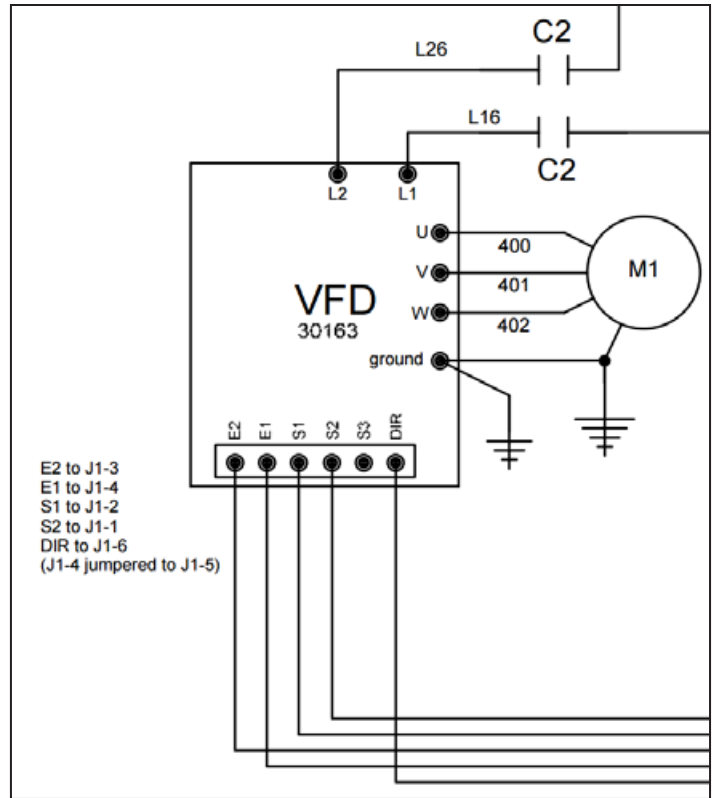 C2
L26
L16
C2
L2
L1
U
400
M1
V
401
VFD
30163
W
402
ground
E2
E1
S1
S2
S3
DIR
E2 to J1-3
E1 to J1-4
S1 to J1-2
S2 to J1-1
DIR to J1-6
(J1-4 jumpered to J1-5)